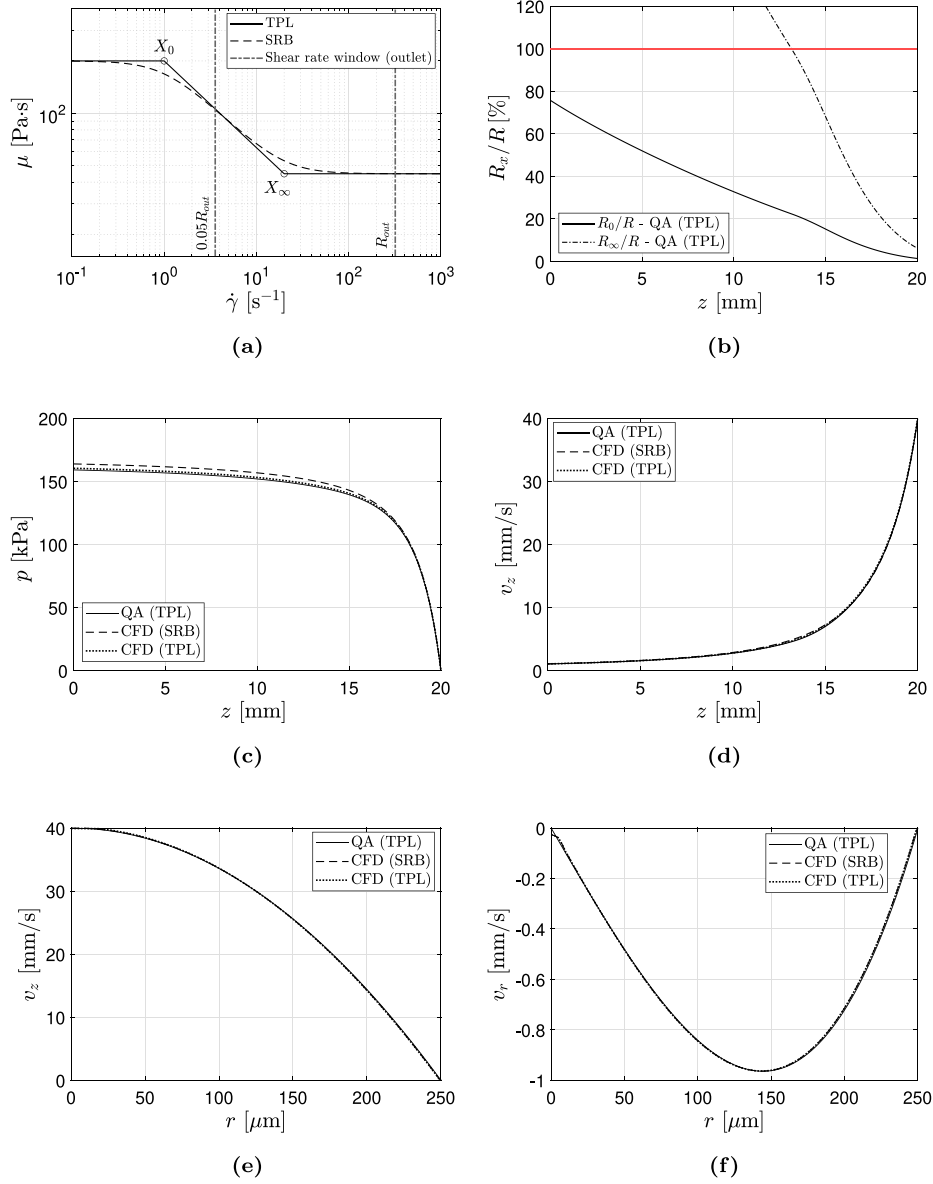 TPL
SRB
Shear rate window (outlet)
X₀
X∞
0.05R_out
R_out
10²
μ [Pa·s]
10⁻¹ 10⁰ 10¹ 10² 10³
γ̇ [s⁻¹]
(a)
120
100
80
60
40
20
0
R_x/R [%]
R₀/R - QA (TPL)
R∞/R - QA (TPL)
0 5 10 15 20
z [mm]
(b)
200
150
100
50
0
p [kPa]
QA (TPL)
CFD (SRB)
CFD (TPL)
0 5 10 15 20
z [mm]
(c)
40
30
20
10
0
v_z [mm/s]
QA (TPL)
CFD (SRB)
CFD (TPL)
0 5 10 15 20
z [mm]
(d)
40
30
20
10
0
v_z [mm/s]
QA (TPL)
CFD (SRB)
CFD (TPL)
0 50 100 150 200 250
r [μm]
(e)
0
-0.2
-0.4
-0.6
-0.8
-1
v_r [mm/s]
QA (TPL)
CFD (SRB)
CFD (TPL)
0 50 100 150 200 250
r [μm]
(f)